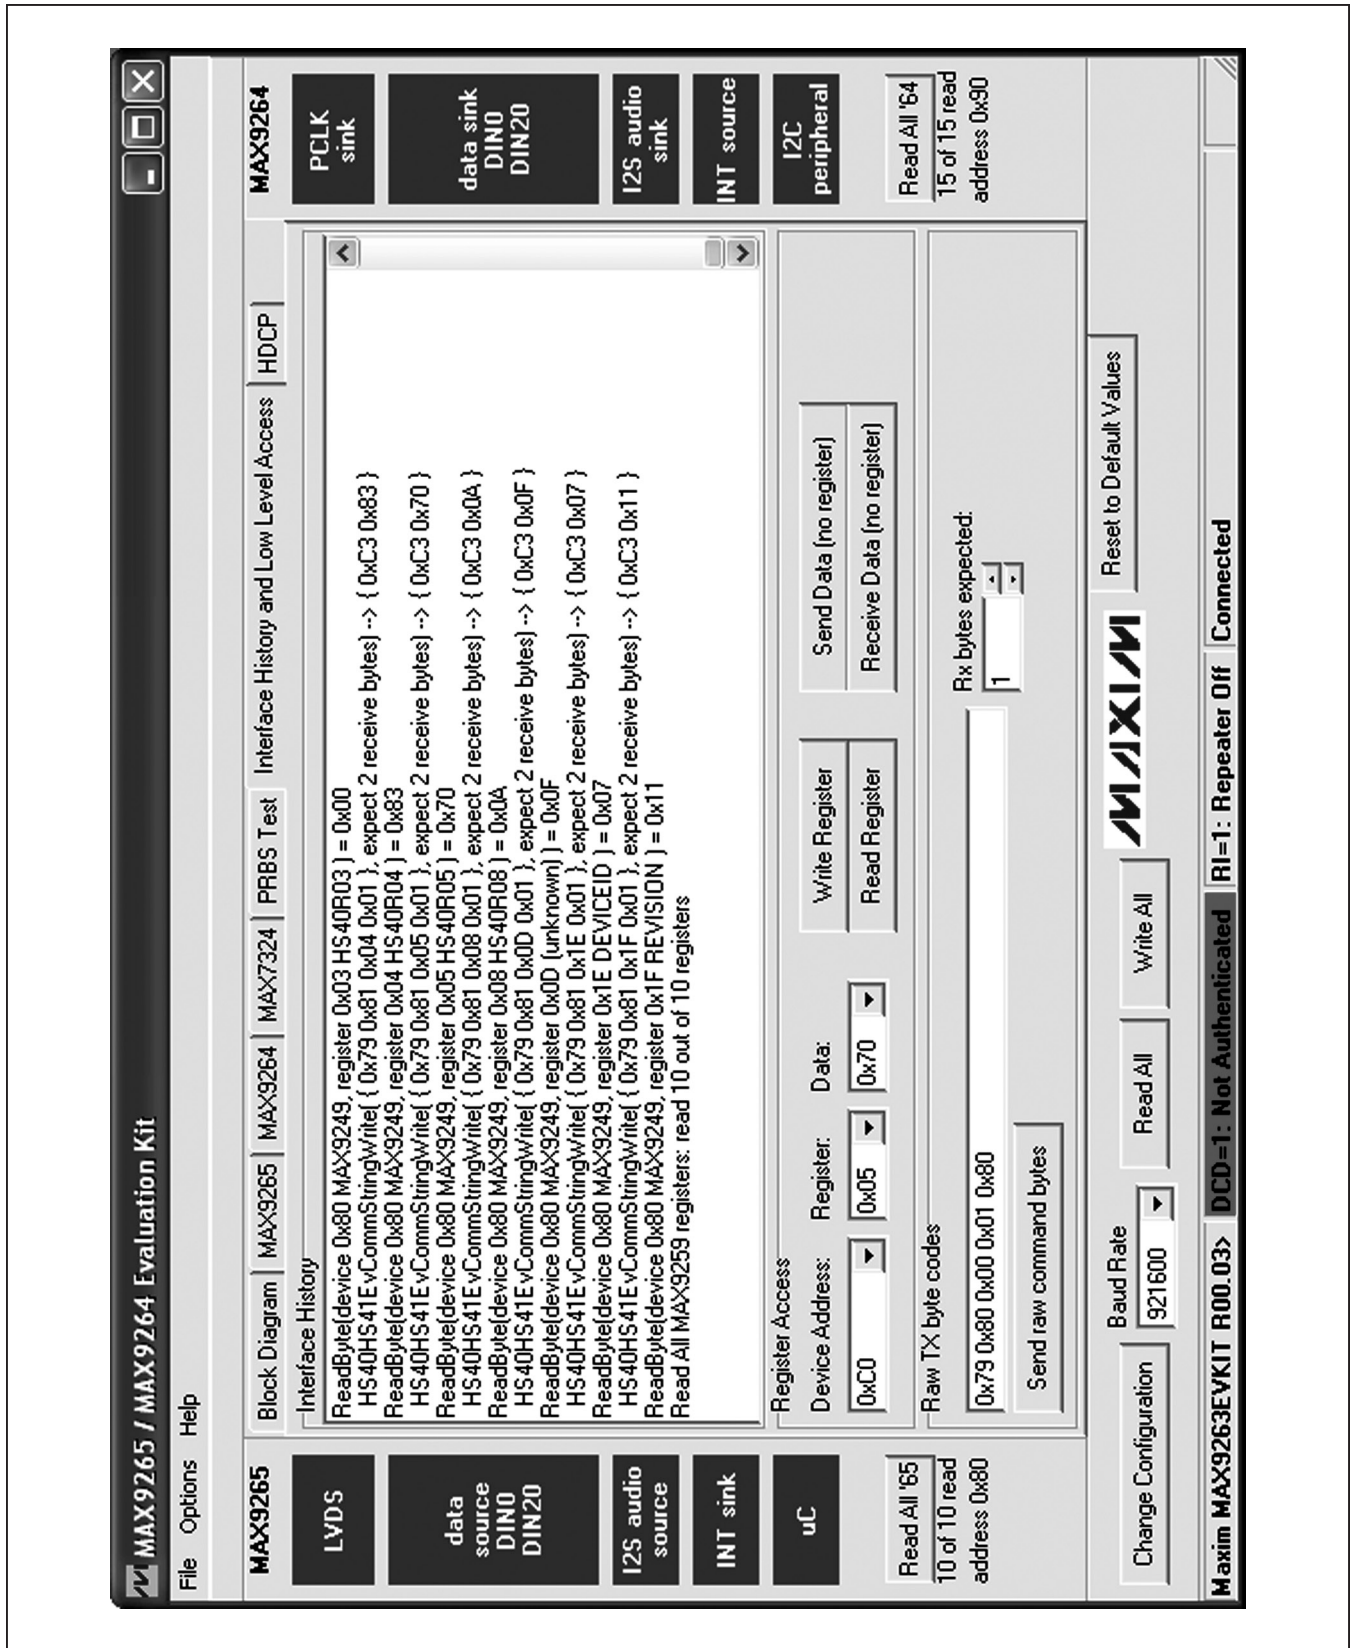 MAX9265 / MAX9264 Evaluation Kit
File Options Help
MAX9265
LVDS
data
source
DIN0
DIN20
I2S audio
source
INT sink
uC
Read All '65
10 of 10 read
address 0x80
Block Diagram MAX9265 MAX9264 MAX7324 PRBS Test Interface History and Low Level Access HDCP
Interface History
ReadByte(device 0x80 MAX9249, register 0x03 HS40R03 ) = 0x00
HS40HS41E vCommStringWrite( { 0x79 0x81 0x04 0x01 }, expect 2 receive bytes) --> { 0xC3 0x83 }
ReadByte(device 0x80 MAX9249, register 0x04 HS40R04 ) = 0x83
HS40HS41E vCommStringWrite( { 0x79 0x81 0x05 0x01 }, expect 2 receive bytes) --> { 0xC3 0x70 }
ReadByte(device 0x80 MAX9249, register 0x05 HS40R05 ) = 0x70
HS40HS41E vCommStringWrite( { 0x79 0x81 0x08 0x01 }, expect 2 receive bytes) --> { 0xC3 0x0A }
ReadByte(device 0x80 MAX9249, register 0x08 HS40R08 ) = 0x0A
HS40HS41E vCommStringWrite( { 0x79 0x81 0x0D 0x01 }, expect 2 receive bytes) --> { 0xC3 0x0F }
ReadByte(device 0x80 MAX9249, register 0x0D (unknown) ) = 0x0F
HS40HS41E vCommStringWrite( { 0x79 0x81 0x1E 0x01 }, expect 2 receive bytes) --> { 0xC3 0x07 }
ReadByte(device 0x80 MAX9249, register 0x1E DEVICEID ) = 0x07
HS40HS41E vCommStringWrite( { 0x79 0x81 0x1F 0x01 }, expect 2 receive bytes) --> { 0xC3 0x11 }
ReadByte(device 0x80 MAX9249, register 0x1F REVISION ) = 0x11
Read All MAX9259 registers: read 10 out of 10 registers
Register Access
Device Address: Register: Data:
0xC0 0x05 0x70
Write Register
Read Register
Send Data (no register)
Receive Data (no register)
Raw TX byte codes
0x79 0x80 0x00 0x01 0x80
Rx bytes expected:
1
Send raw command bytes
MAX9264
PCLK
sink
data sink
DIN0
DIN20
I2S audio
sink
INT source
I2C
peripheral
Read All '64
15 of 15 read
address 0x90
Change Configuration
Baud Rate
921600
Read All
Write All
MAXIM
Reset to Default Values
Maxim MAX9263EVKIT R00.03> DCD=1: Not Authenticated RI=1: Repeater Off Connected